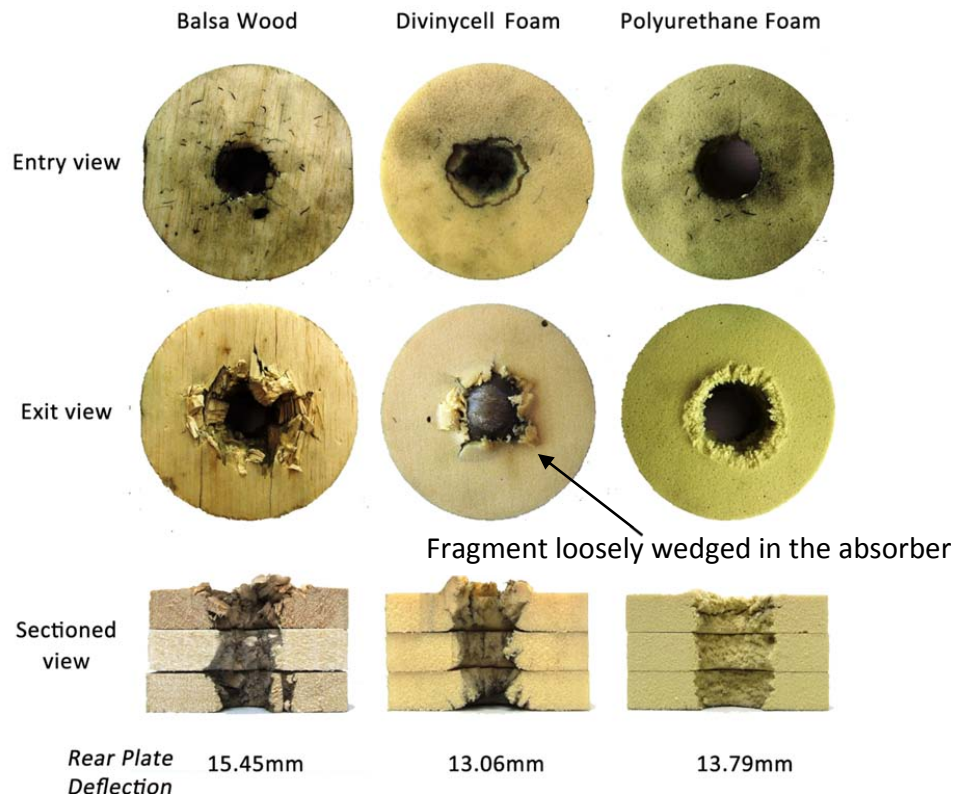 Balsa Wood
Divinycell Foam
Polyurethane Foam
Entry view
Exit view
Fragment loosely wedged in the absorber
Sectioned
view
Rear Plate
Deflection
15.45mm
13.06mm
13.79mm